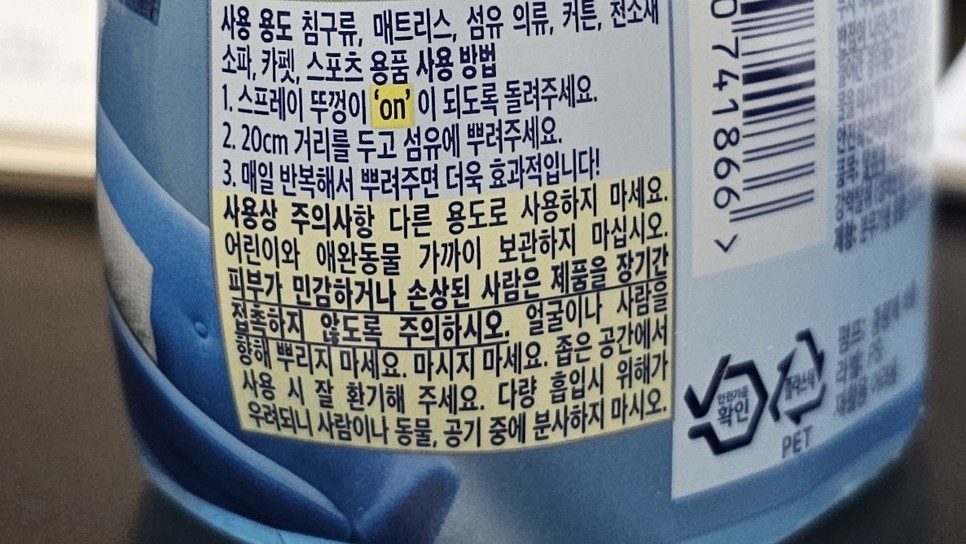 사용 용도 침구류, 매트리스, 섬유 의류, 커튼, 천소재
소파, 카펫, 스포츠 용품 사용 방법
1. 스프레이 뚜껑이 'on' 이 되도록 돌려주세요.
2. 20cm 거리를 두고 섬유에 뿌려주세요.
3. 매일 반복해서 뿌려주면 더욱 효과적입니다!
사용상 주의사항 다른 용도로 사용하지 마세요.
어린이와 애완동물 가까이 보관하지 마십시오.
피부가 민감하거나 손상된 사람은 제품을 장기간
접촉하지 않도록 주의하시오. 얼굴이나 사람을
향해 뿌리지 마세요. 마시지 마세요. 좁은 공간에서
사용 시 잘 환기해 주세요. 다량 흡입시 위해가
우려되니 사람이나 동물, 공기 중에 분사하지 마시오.
741866 >
안전기준
확인
플라스틱
PET